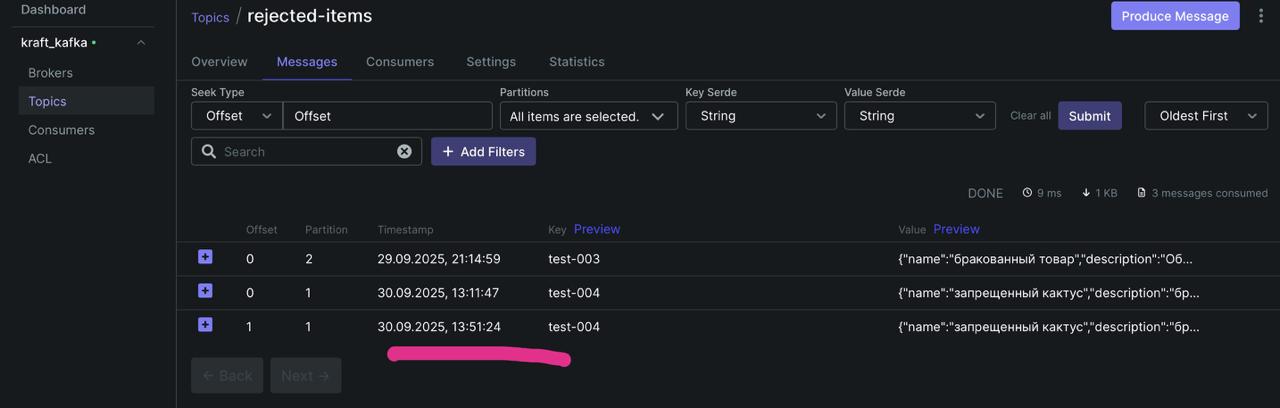 Dashboard
Topics / rejected-items
Produce Message
kraft_kafka
Brokers
Topics
Consumers
ACL
Overview Messages Consumers Settings Statistics
Seek Type Partitions Key Serde Value Serde
Offset Offset All items are selected. String String Clear all Submit Oldest First
Search + Add Filters
DONE 9 ms 1 KB 3 messages consumed
Offset Partition Timestamp Key Preview Value Preview
0 2 29.09.2025, 21:14:59 test-003 {"name":"бракованный товар","description":"Об...
0 1 30.09.2025, 13:11:47 test-004 {"name":"запрещенный кактус","description":"бр...
1 1 30.09.2025, 13:51:24 test-004 {"name":"запрещенный кактус","description":"бр...
← Back Next →